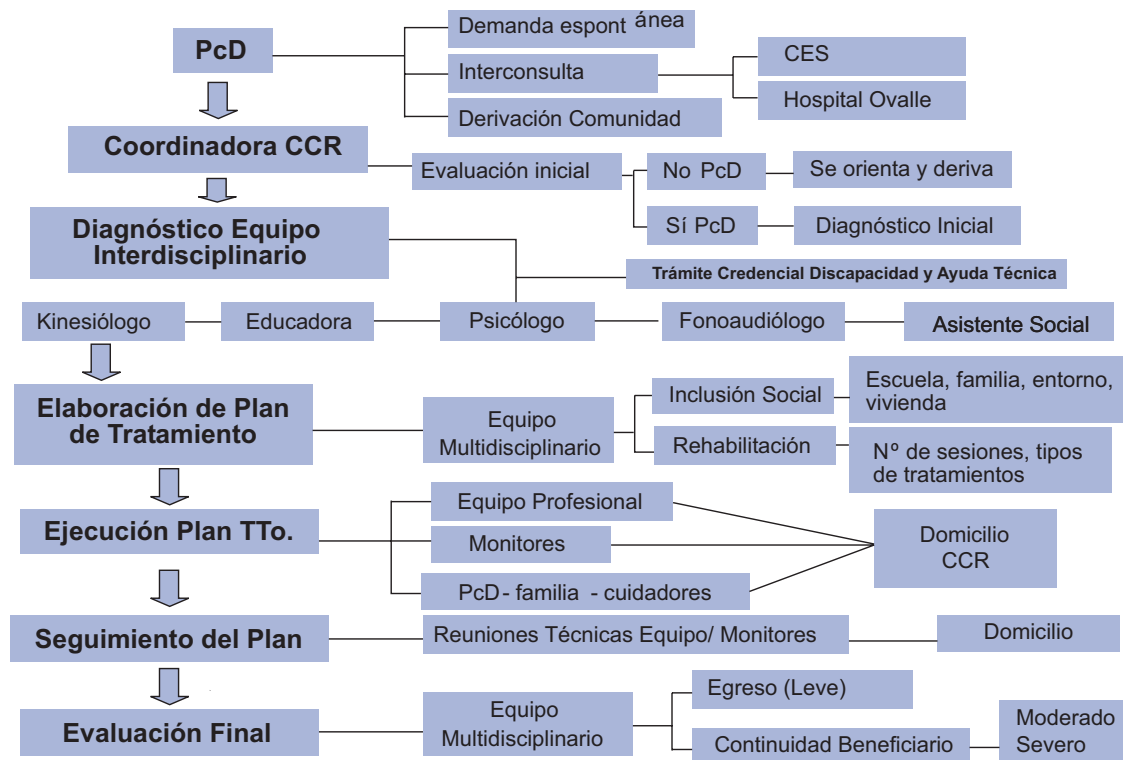 PcD
Demanda espontánea
Interconsulta
CES
Hospital Ovalle
Derivación Comunidad
Coordinadora CCR
Evaluación inicial
No PcD
Se orienta y deriva
Sí PcD
Diagnóstico Inicial
Diagnóstico Equipo
Interdisciplinario
Trámite Credencial Discapacidad y Ayuda Técnica
Kinesiólogo
Educadora
Psicólogo
Fonoaudiólogo
Asistente Social
Elaboración de Plan
de Tratamiento
Equipo
Multidisciplinario
Inclusión Social
Escuela, familia, entorno,
vivienda
Rehabilitación
Nº de sesiones, tipos
de tratamientos
Ejecución Plan TTo.
Equipo Profesional
Monitores
PcD - familia - cuidadores
Domicilio
CCR
Seguimiento del Plan
Reuniones Técnicas Equipo/ Monitores
Domicilio
Evaluación Final
Equipo
Multidisciplinario
Egreso (Leve)
Continuidad Beneficiario
Moderado
Severo